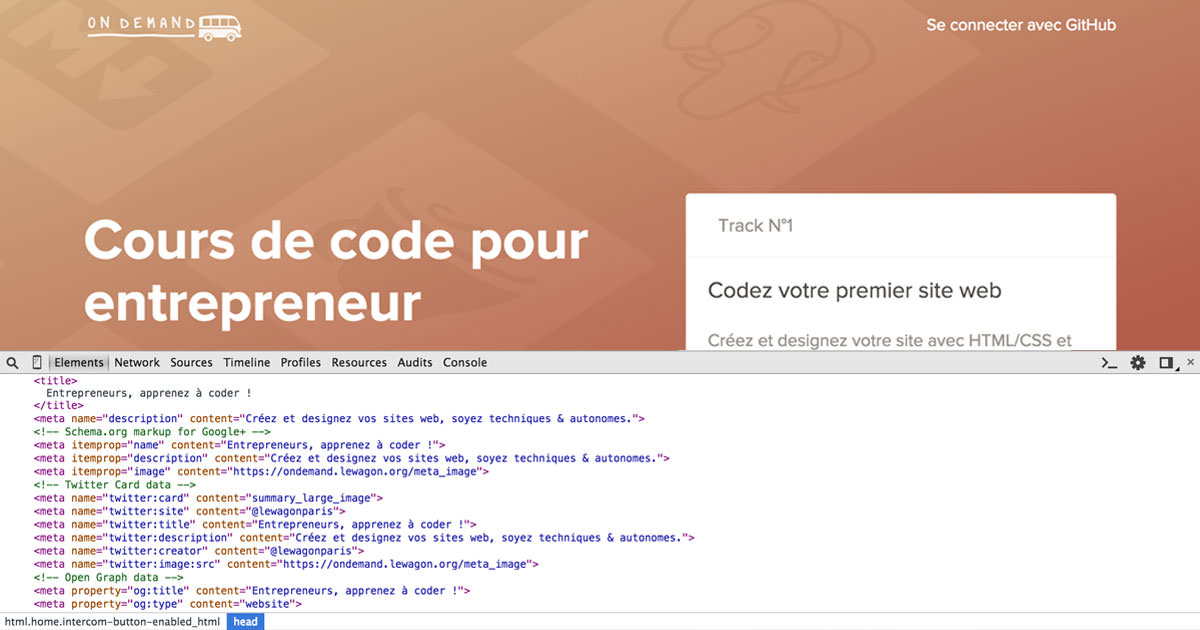 ON DEMAND
Se connecter avec GitHub
Cours de code pour
entrepreneur
Track N°1
Codez votre premier site web
Créez et designez votre site avec HTML/CSS et
Elements Network Sources Timeline Profiles Resources Audits Console
<title>
Entrepreneurs, apprenez à coder !
</title>
<meta name="description" content="Créez et designez vos sites web, soyez techniques & autonomes.">
<!-- Schema.org markup for Google+ -->
<meta itemprop="name" content="Entrepreneurs, apprenez à coder !">
<meta itemprop="description" content="Créez et designez vos sites web, soyez techniques & autonomes.">
<meta itemprop="image" content="https://ondemand.lewagon.org/meta_image">
<!-- Twitter Card data -->
<meta name="twitter:card" content="summary_large_image">
<meta name="twitter:site" content="@lewagonparis">
<meta name="twitter:title" content="Entrepreneurs, apprenez à coder !">
<meta name="twitter:description" content="Créez et designez vos sites web, soyez techniques & autonomes.">
<meta name="twitter:creator" content="@lewagonparis">
<meta name="twitter:image:src" content="https://ondemand.lewagon.org/meta_image">
<!-- Open Graph data -->
<meta property="og:title" content="Entrepreneurs, apprenez à coder !">
<meta property="og:type" content="website">
html.home.intercom-button-enabled_html head